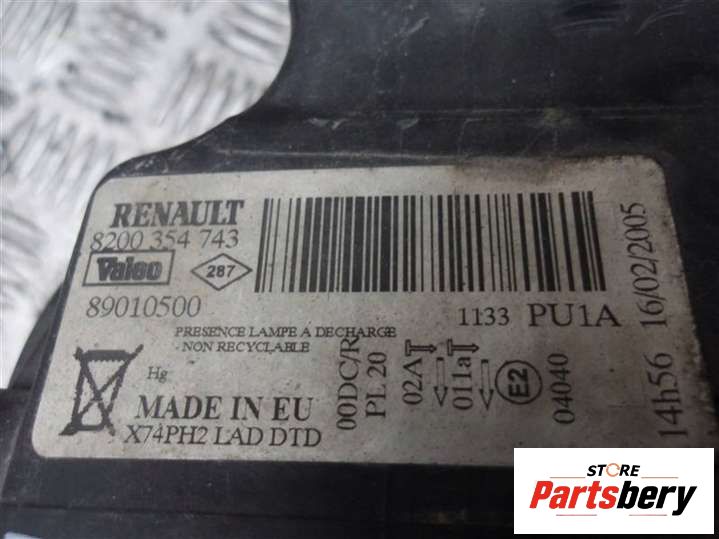 RENAULT
8200 354 743
Valeo
287
89010500
1133 PU1A
PRESENCE LAMPE A DECHARGE
- NON RECYCLABLE
Hg
MADE IN EU
X74PH2 LAD DTD
00DC/R
PL 20
02A
011a
E2
04040
14h56 16/02/2005
STORE
Partsbery